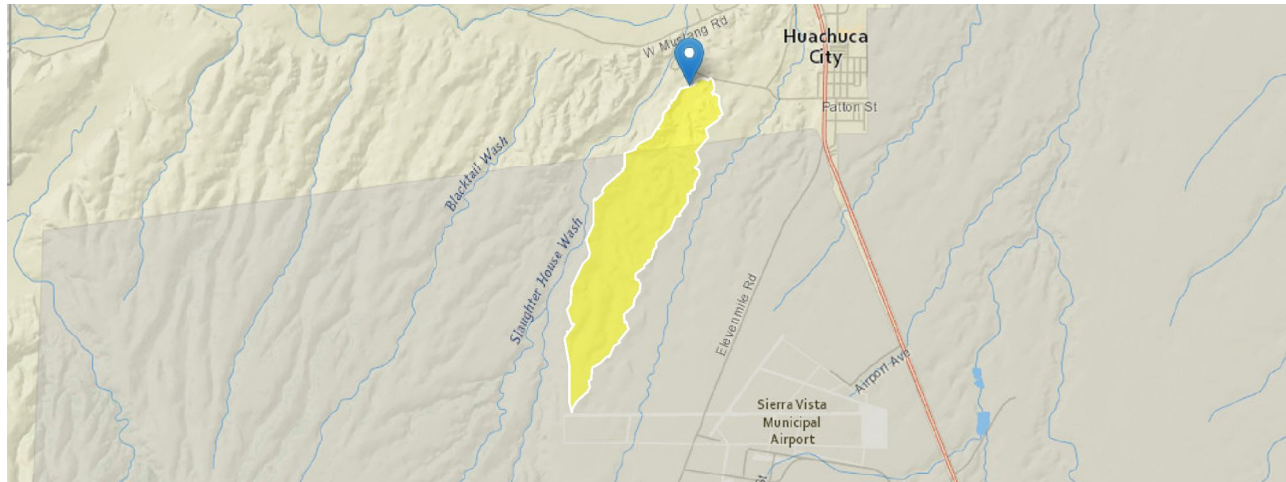 W. Mustang Rd
Huachuca
City
Patton St
Blacktail Wash
Slaughter House Wash
Elevenmile Rd
Airport Ave
Sierra Vista
Municipal
Airport
St